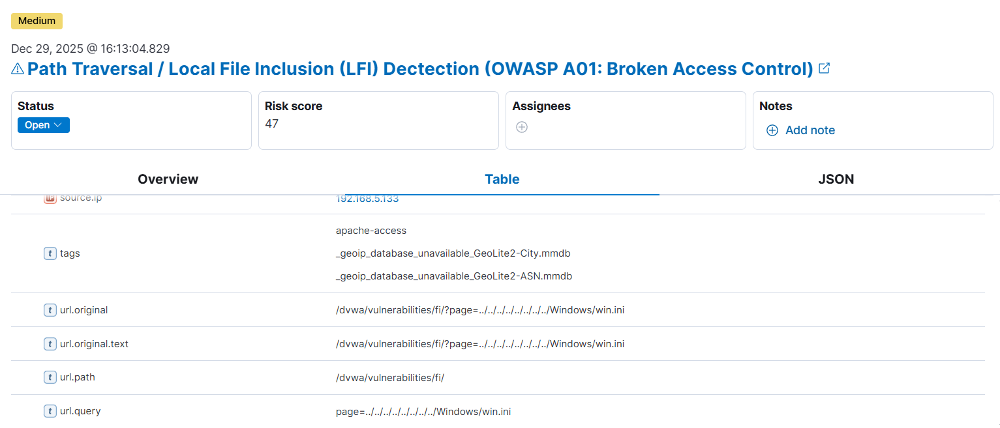 Medium
Dec 29, 2025 @ 16:13:04.829
Path Traversal / Local File Inclusion (LFI) Dectection (OWASP A01: Broken Access Control)
Status
Open
Risk score
47
Assignees
Notes
Add note
Overview Table JSON
source.ip 192.168.5.133
apache-access
tags _geoip_database_unavailable_GeoLite2-City.mmdb
_geoip_database_unavailable_GeoLite2-ASN.mmdb
url.original /dvwa/vulnerabilities/fi/?page=../../../../../../../../Windows/win.ini
url.original.text /dvwa/vulnerabilities/fi/?page=../../../../../../../../Windows/win.ini
url.path /dvwa/vulnerabilities/fi/
url.query page=../../../../../../../../Windows/win.ini